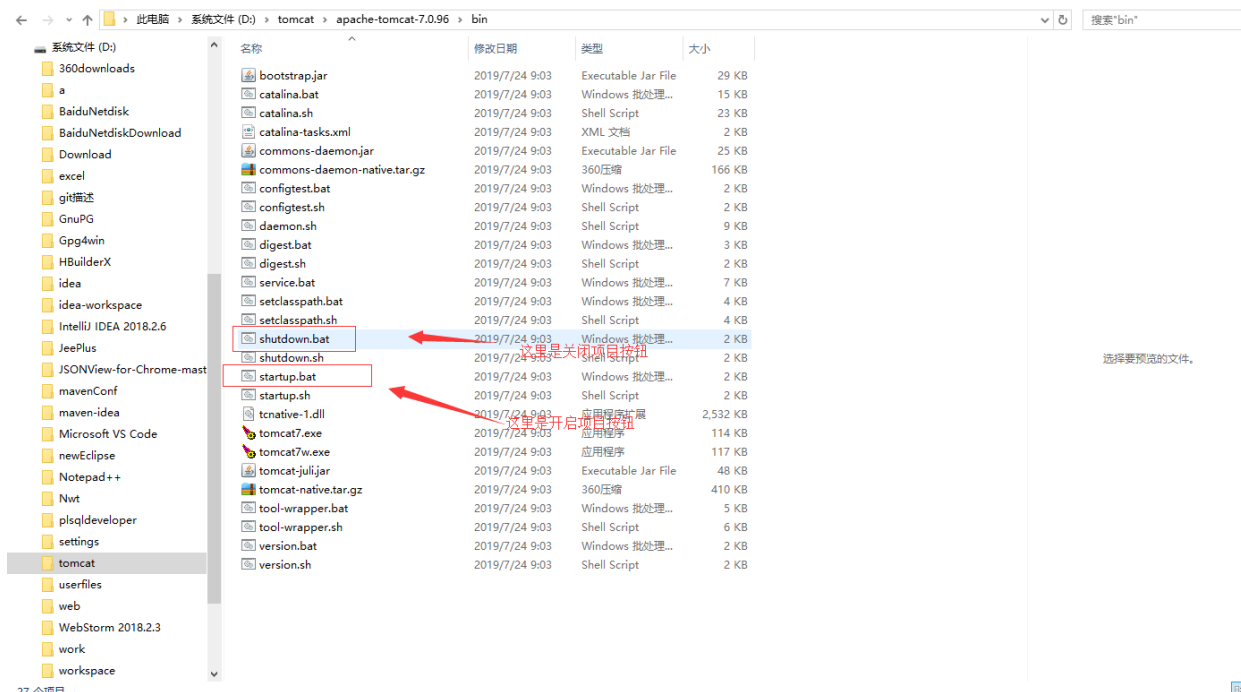 此电脑 › 系统文件 (D:) › tomcat › apache-tomcat-7.0.96 › bin
搜索"bin"
系统文件 (D:)
360downloads
a
BaiduNetdisk
BaiduNetdiskDownload
Download
excel
git描述
GnuPG
Gpg4win
HBuilderX
idea
idea-workspace
IntelliJ IDEA 2018.2.6
JeePlus
JSONView-for-Chrome-mast
mavenConf
maven-idea
Microsoft VS Code
newEclipse
Notepad++
Nwt
plsqldeveloper
settings
tomcat
userfiles
web
WebStorm 2018.2.3
work
workspace
名称 修改日期 类型 大小
bootstrap.jar 2019/7/24 9:03 Executable Jar File 29 KB
catalina.bat 2019/7/24 9:03 Windows 批处理... 15 KB
catalina.sh 2019/7/24 9:03 Shell Script 23 KB
catalina-tasks.xml 2019/7/24 9:03 XML 文档 2 KB
commons-daemon.jar 2019/7/24 9:03 Executable Jar File 25 KB
commons-daemon-native.tar.gz 2019/7/24 9:03 360压缩 166 KB
configtest.bat 2019/7/24 9:03 Windows 批处理... 2 KB
configtest.sh 2019/7/24 9:03 Shell Script 2 KB
daemon.sh 2019/7/24 9:03 Shell Script 9 KB
digest.bat 2019/7/24 9:03 Windows 批处理... 3 KB
digest.sh 2019/7/24 9:03 Shell Script 2 KB
service.bat 2019/7/24 9:03 Windows 批处理... 7 KB
setclasspath.bat 2019/7/24 9:03 Windows 批处理... 4 KB
setclasspath.sh 2019/7/24 9:03 Shell Script 4 KB
shutdown.bat 2019/7/24 9:03 Windows 批处理... 2 KB
这里是关闭项目按钮
shutdown.sh 2019/7/24 9:03 Shell Script 2 KB
startup.bat 2019/7/24 9:03 Windows 批处理... 2 KB
startup.sh 2019/7/24 9:03 Shell Script 2 KB
tcnative-1.dll 2019/7/24 9:03 应用程序扩展 2,532 KB
这里是开启项目按钮
tomcat7.exe 2019/7/24 9:03 应用程序 114 KB
tomcat7w.exe 2019/7/24 9:03 应用程序 117 KB
tomcat-juli.jar 2019/7/24 9:03 Executable Jar File 48 KB
tomcat-native.tar.gz 2019/7/24 9:03 360压缩 410 KB
tool-wrapper.bat 2019/7/24 9:03 Windows 批处理... 5 KB
tool-wrapper.sh 2019/7/24 9:03 Shell Script 6 KB
version.bat 2019/7/24 9:03 Windows 批处理... 2 KB
version.sh 2019/7/24 9:03 Shell Script 2 KB
选择要预览的文件。
27 个项目